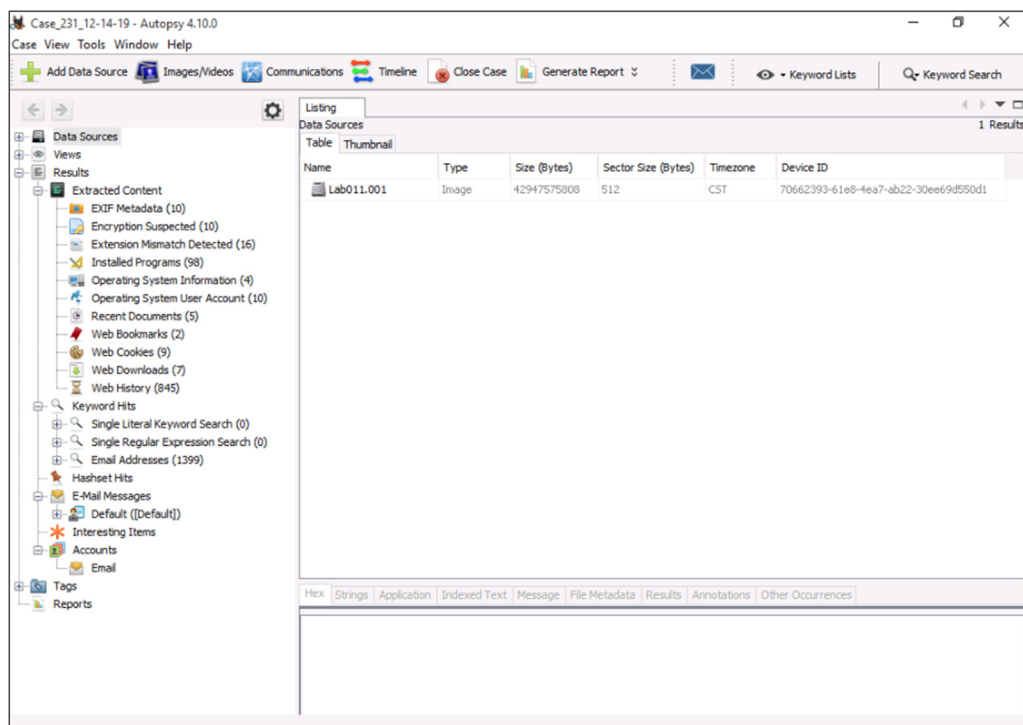 Case_231_12-14-19 - Autopsy 4.10.0
Case View Tools Window Help
Add Data Source Images/Videos Communications Timeline Close Case Generate Report Keyword Lists Keyword Search
Listing
Data Sources
1 Results
Table Thumbnail
Name Type Size (Bytes) Sector Size (Bytes) Timezone Device ID
Lab011.001 Image 42947575808 512 CST 70662393-61e8-4ea7-ab22-30ee69d550d1
Data Sources
Views
Results
Extracted Content
EXIF Metadata (10)
Encryption Suspected (10)
Extension Mismatch Detected (16)
Installed Programs (98)
Operating System Information (4)
Operating System User Account (10)
Recent Documents (5)
Web Bookmarks (2)
Web Cookies (9)
Web Downloads (7)
Web History (845)
Keyword Hits
Single Literal Keyword Search (0)
Single Regular Expression Search (0)
Email Addresses (1399)
Hashset Hits
E-Mail Messages
Default ([Default])
Interesting Items
Accounts
Email
Tags
Reports
Hex Strings Application Indexed Text Message File Metadata Results Annotations Other Occurrences